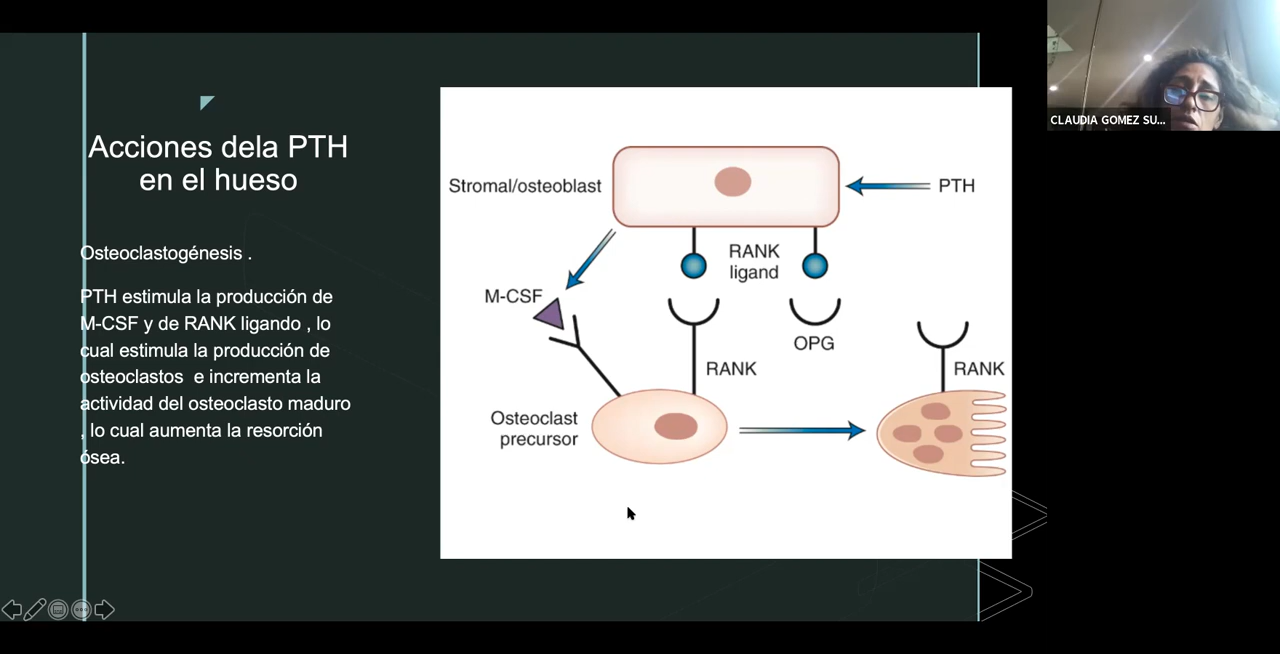 Acciones dela PTH
en el hueso
Osteoclastogénesis .
PTH estimula la producción de
M-CSF y de RANK ligando , lo
cual estimula la producción de
osteoclastos e incrementa la
actividad del osteoclasto maduro
, lo cual aumenta la resorción
ósea.
Stromal/osteoblast
PTH
RANK
ligand
M-CSF
OPG
RANK
RANK
Osteoclast
precursor
CLAUDIA GOMEZ SU...